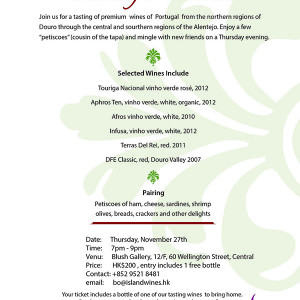 Join us for a tasting of premium wines of Portugal from the northern regions of
Douro through the central and sourthern regions of the Alentejo. Enjoy a few
"petiscoes" (cousin of the tapa) and mingle with new friends on a Thursday evening.
Selected Wines Include
Touriga Nacional vinho verde rosé, 2012
Aphros Ten, vinho verde, white, organic, 2012
Afros vinho verde, white, 2010
Infusa, vinho verde, white, 2012
Terras Del Rei, red. 2011
DFE Classic, red, Douro Valley 2007
Pairing
Petiscoes of ham, cheese, sardines, shrimp
olives, breads, crackers and other delights
Date: Thursday, November 27th
Time: 7pm - 9pm
Venue: Blush Gallery, 12/F, 60 Wellington Street, Central
Price: HK$200 , entry includes 1 free bottle
Contact: +852 9521 8481
email: bo@islandwines.hk
Your ticket includes a bottle of one of our tasting wines to bring home.